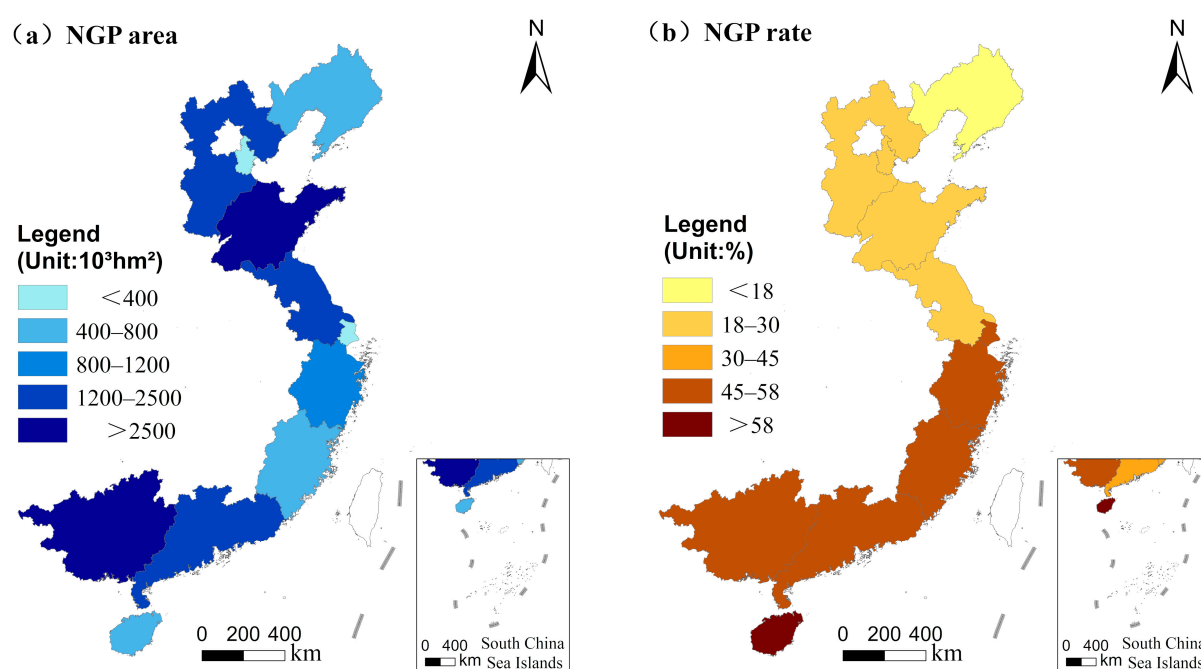 （a）NGP area
N
Legend
(Unit:10³hm²)
＜400
400–800
800–1200
1200–2500
＞2500
0 200 400
km
0 400
km
South China
Sea Islands
（b）NGP rate
N
Legend
(Unit:%)
＜18
18–30
30–45
45–58
＞58
0 200 400
km
0 400
km
South China
Sea Islands